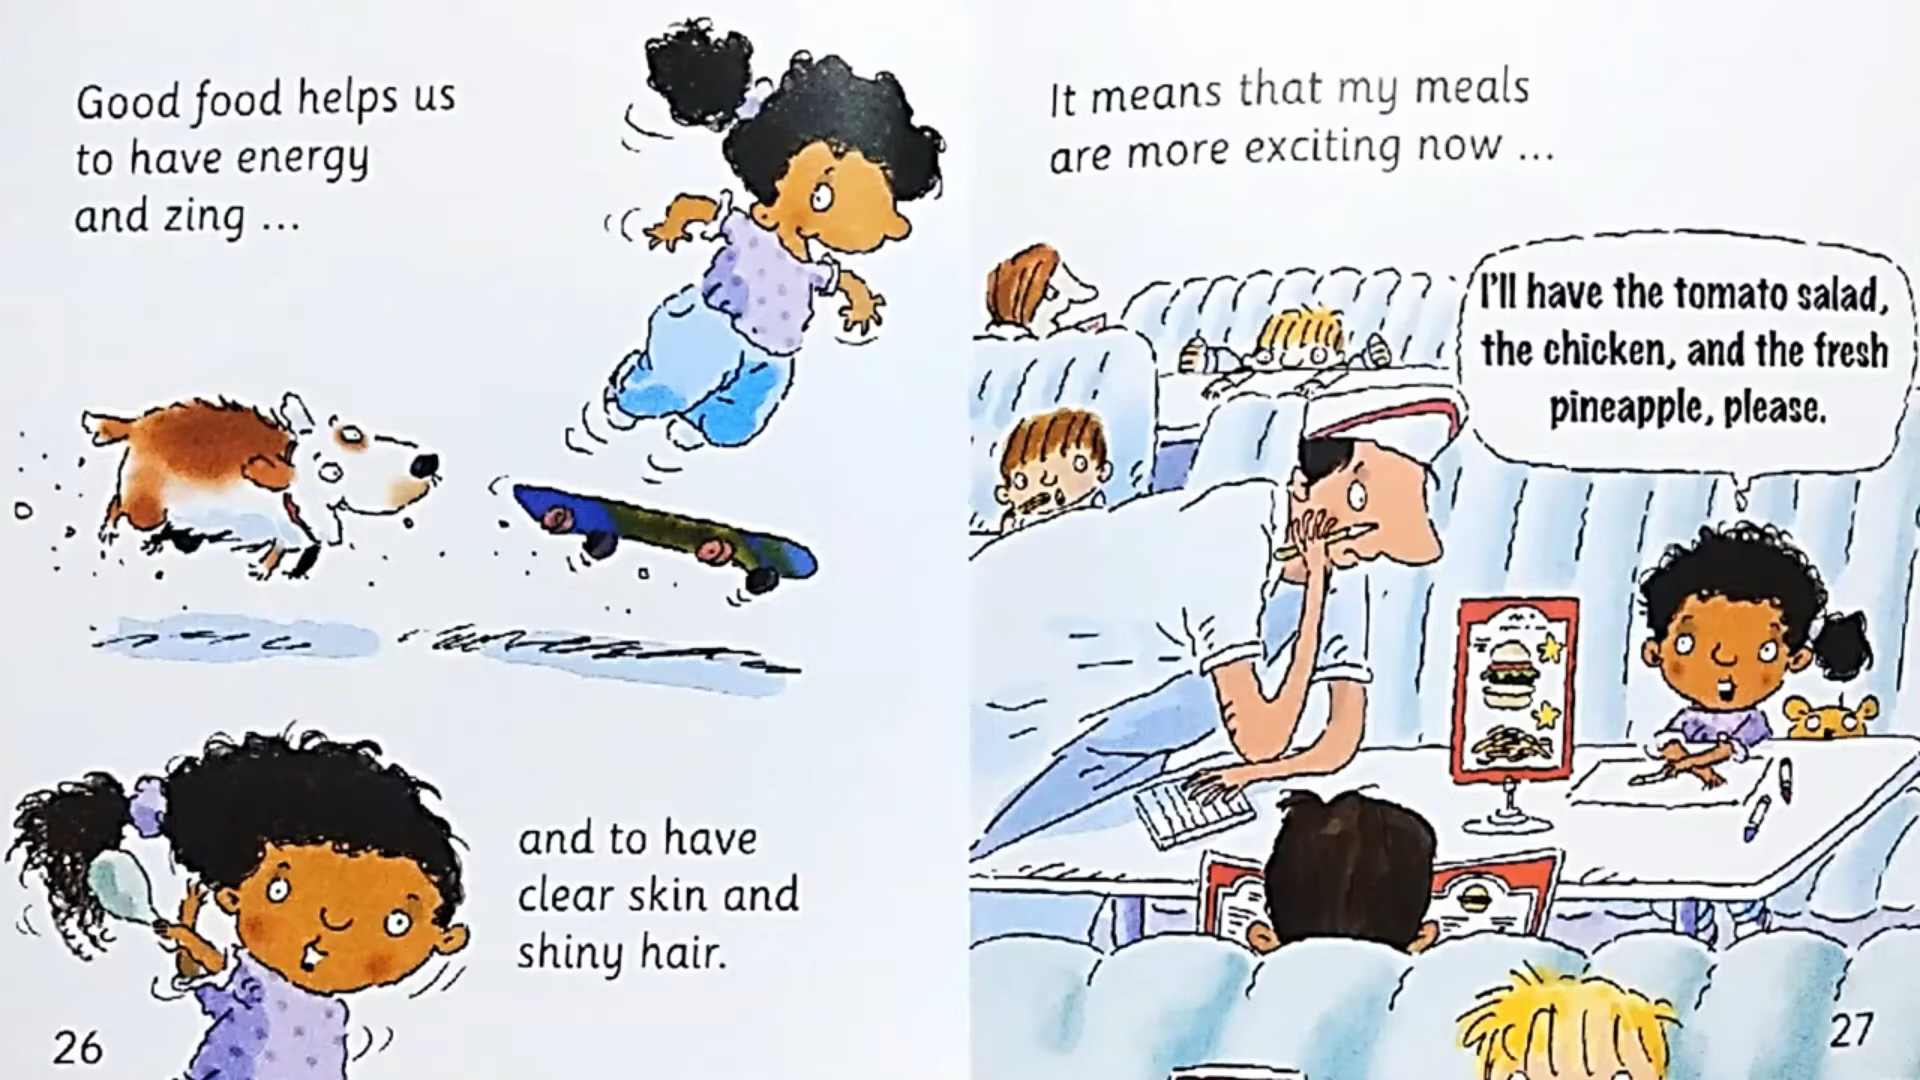 Good food helps us
to have energy
and zing ...
and to have
clear skin and
shiny hair.
26
It means that my meals
are more exciting now ...
I'll have the tomato salad,
the chicken, and the fresh
pineapple, please.
27